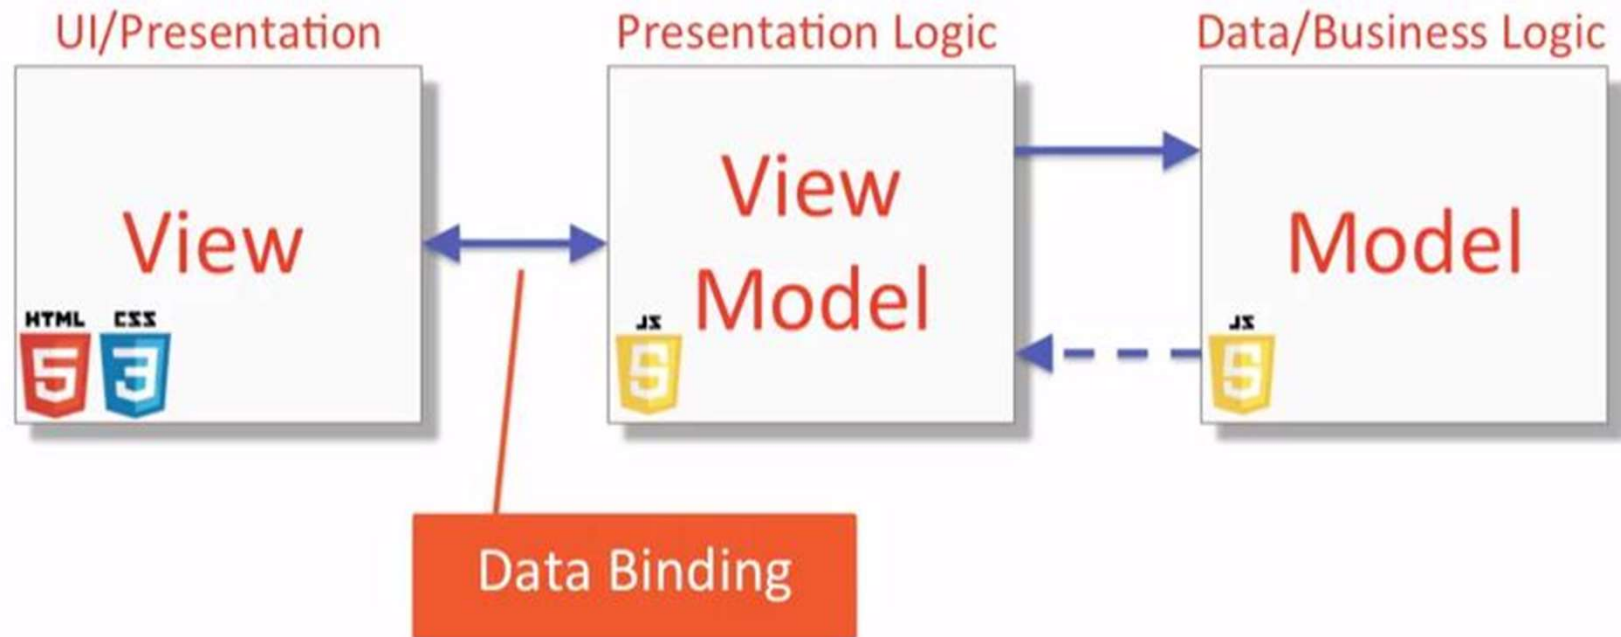 UI/Presentation
Presentation Logic
Data/Business Logic
View
View
Model
Model
HTML CSS
5 3
JS
5
JS
5
Data Binding